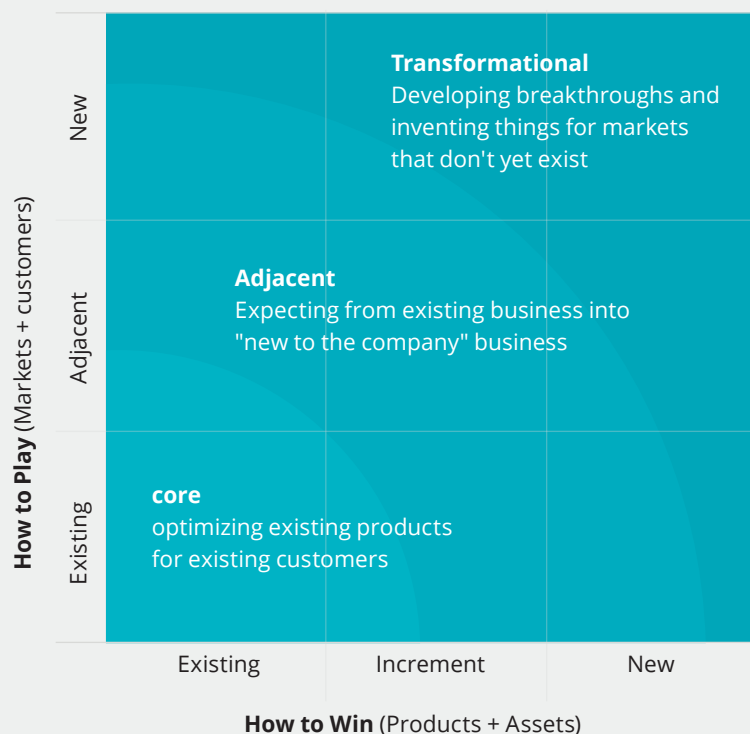 New
Transformational
Developing breakthroughs and
inventing things for markets
that don't yet exist
How to Play (Markets + customers)
Adjacent
Adjacent
Expecting from existing business into
"new to the company" business
Existing
core
optimizing existing products
for existing customers
Existing
Increment
New
How to Win (Products + Assets)